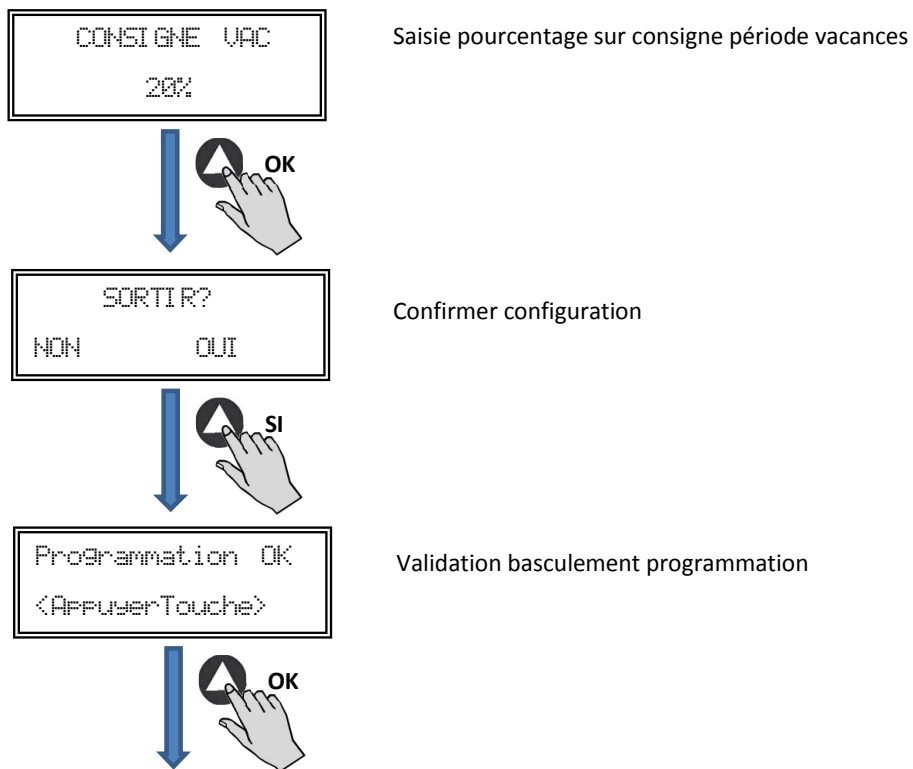 CONSIGNE VAC
Saisie pourcentage sur consigne période vacances
20%
OK
SORTIR?
Confirmer configuration
NON OUI
SI
Programmation OK
Validation basculement programmation
<AppuyerTouche>
OK